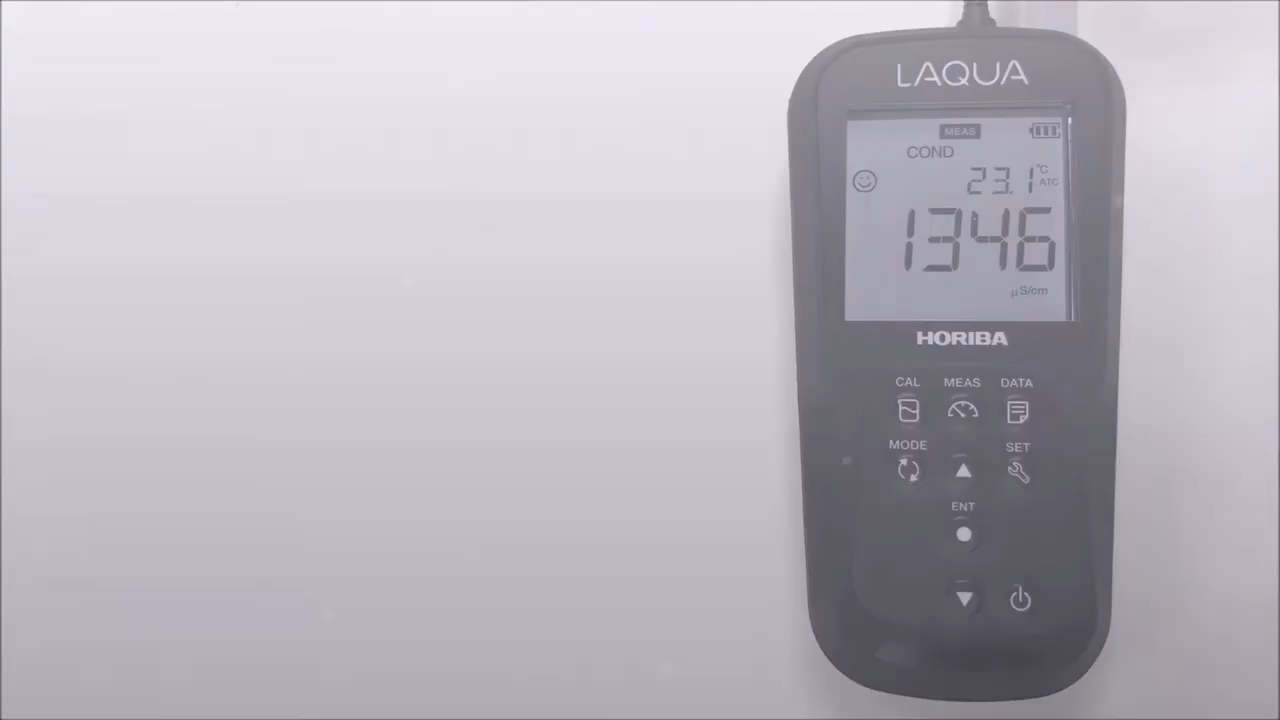 LAQUA
MEAS
COND
23.1 °C
ATC
1346
µS/cm
HORIBA
CAL MEAS DATA
MODE SET
ENT